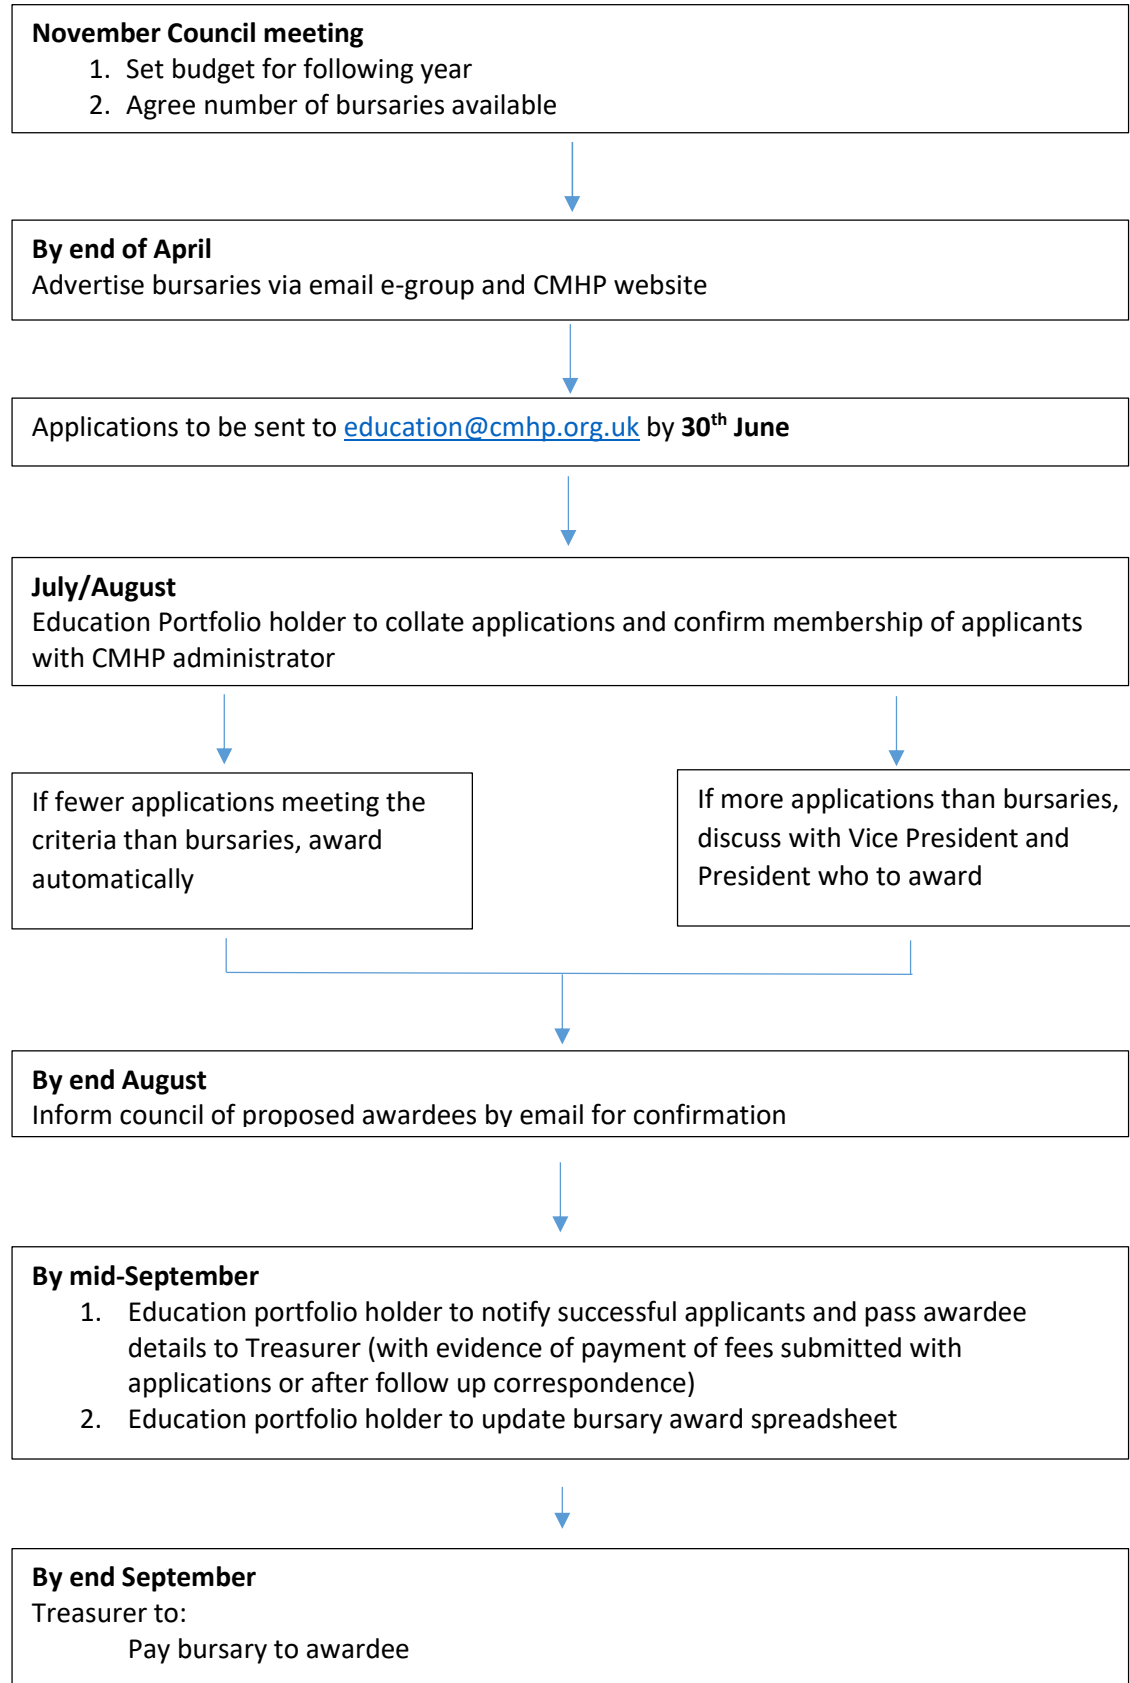 November Council meeting
1. Set budget for following year
2. Agree number of bursaries available
By end of April
Advertise bursaries via email e-group and CMHP website
Applications to be sent to education@cmhp.org.uk by 30th June
July/August
Education Portfolio holder to collate applications and confirm membership of applicants
with CMHP administrator
If fewer applications meeting the
criteria than bursaries, award
automatically
If more applications than bursaries,
discuss with Vice President and
President who to award
By end August
Inform council of proposed awardees by email for confirmation
By mid-September
1. Education portfolio holder to notify successful applicants and pass awardee
details to Treasurer (with evidence of payment of fees submitted with
applications or after follow up correspondence)
2. Education portfolio holder to update bursary award spreadsheet
By end September
Treasurer to:
Pay bursary to awardee